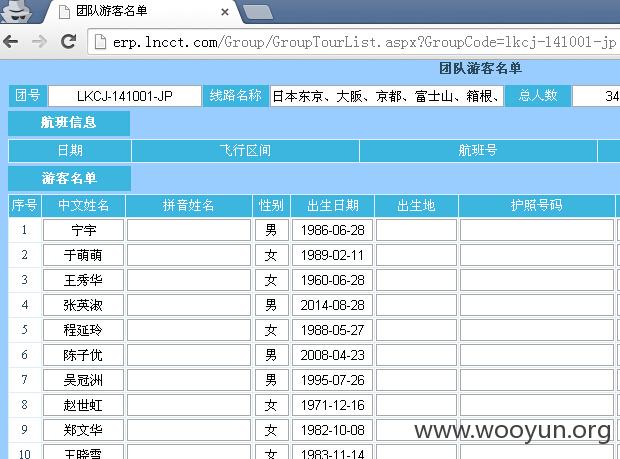 团队游客名单 ×
erp.lncct.com/Group/GroupTourList.aspx?GroupCode=lkcj-141001-jp
团队游客名单
团号 LKCJ-141001-JP 线路名称 日本东京、大阪、京都、富士山、箱根、 总人数 34
航班信息
日期 飞行区间 航班号
游客名单
序号 中文姓名 拼音姓名 性别 出生日期 出生地 护照号码
1 宁宇 男 1986-06-28
2 于萌萌 女 1989-02-11
3 王秀华 女 1960-06-28
4 张英淑 男 2014-08-28
5 程延玲 女 1988-05-27
6 陈子优 男 2008-04-23
7 吴冠洲 男 1995-07-26
8 赵世虹 女 1971-12-16
9 郑文华 女 1982-10-08
10 王晓雪 女 1983-11-14
www.wooyun.org